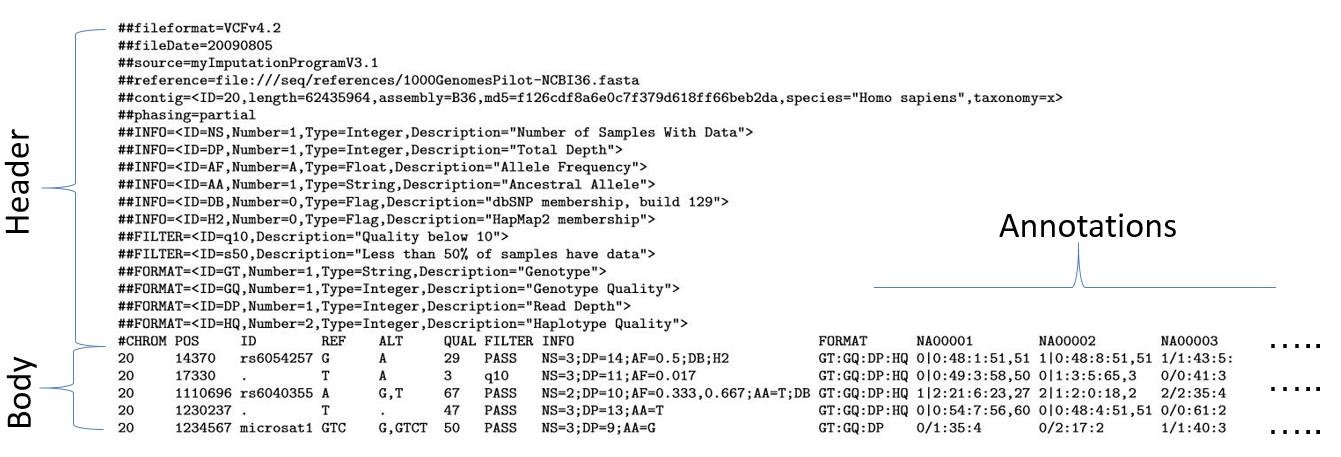 ##fileformat=VCFv4.2
##fileDate=20090805
##source=myImputationProgramV3.1
##reference=file:///seq/references/1000GenomesPilot-NCBI36.fasta
##contig=<ID=20,length=62435964,assembly=B36,md5=f126cdf8a6e0c7f379d618ff66beb2da,species="Homo sapiens",taxonomy=x>
##phasing=partial
##INFO=<ID=NS,Number=1,Type=Integer,Description="Number of Samples With Data">
##INFO=<ID=DP,Number=1,Type=Integer,Description="Total Depth">
##INFO=<ID=AF,Number=A,Type=Float,Description="Allele Frequency">
##INFO=<ID=AA,Number=1,Type=String,Description="Ancestral Allele">
##INFO=<ID=DB,Number=0,Type=Flag,Description="dbSNP membership, build 129">
##INFO=<ID=H2,Number=0,Type=Flag,Description="HapMap2 membership">
##FILTER=<ID=q10,Description="Quality below 10">
##FILTER=<ID=s50,Description="Less than 50% of samples have data">
##FORMAT=<ID=GT,Number=1,Type=String,Description="Genotype">
##FORMAT=<ID=GQ,Number=1,Type=Integer,Description="Genotype Quality">
##FORMAT=<ID=DP,Number=1,Type=Integer,Description="Read Depth">
##FORMAT=<ID=HQ,Number=2,Type=Integer,Description="Haplotype Quality">
Header
Annotations
#CHROM POS ID REF ALT QUAL FILTER INFO FORMAT NA00001 NA00002 NA00003 .....
20 14370 rs6054257 G A 29 PASS NS=3;DP=14;AF=0.5;DB;H2 GT:GQ:DP:HQ 0|0:48:1:51,51 1|0:48:8:51,51 1/1:43:5:
20 17330 . T A 3 q10 NS=3;DP=11;AF=0.017 GT:GQ:DP:HQ 0|0:49:3:58,50 0|1:3:5:65,3 0/0:41:3 .....
20 1110696 rs6040355 A G,T 67 PASS NS=2;DP=10;AF=0.333,0.667;AA=T;DB GT:GQ:DP:HQ 1|2:21:6:23,27 2|1:2:0:18,2 2/2:35:4
20 1230237 . T . 47 PASS NS=3;DP=13;AA=T GT:GQ:DP:HQ 0|0:54:7:56,60 0|0:48:4:51,51 0/0:61:2
20 1234567 microsat1 GTC G,GTCT 50 PASS NS=3;DP=9;AA=G GT:GQ:DP 0/1:35:4 0/2:17:2 1/1:40:3 .....
Body